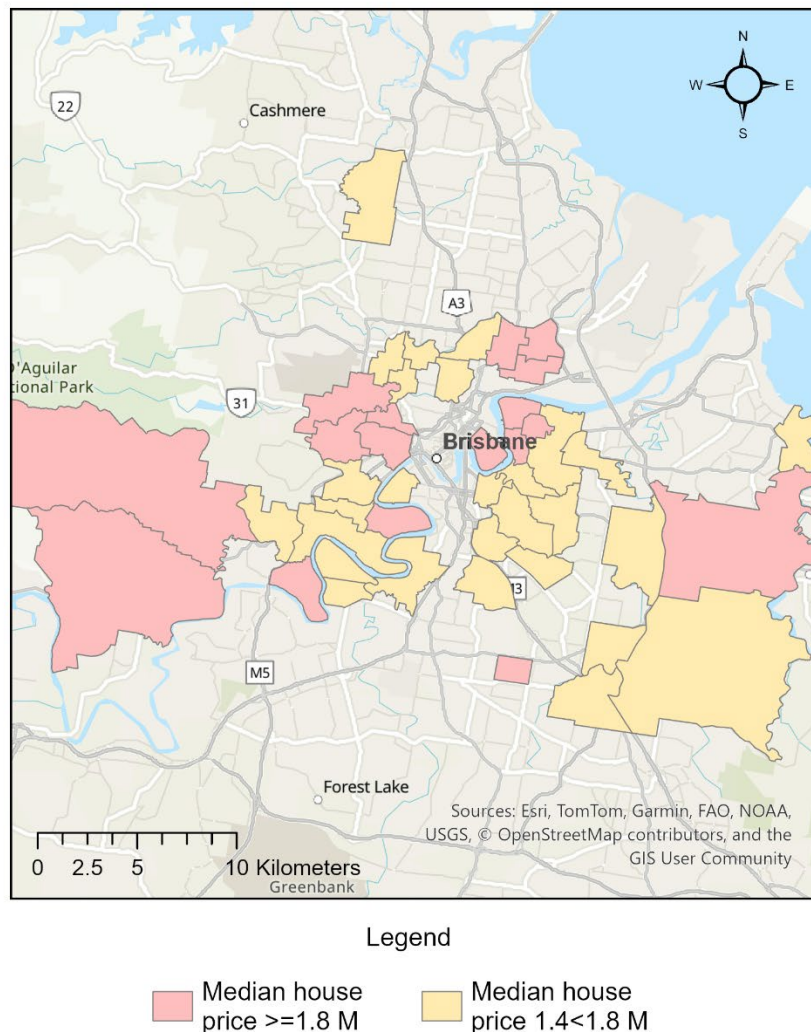 N
W
E
S
22
Cashmere
A3
D'Aguilar
National Park
31
Brisbane
M3
M5
Forest Lake
Sources: Esri, TomTom, Garmin, FAO, NOAA,
USGS, © OpenStreetMap contributors, and the
GIS User Community
0 2.5 5 10 Kilometers
Greenbank
Legend
Median house
price >=1.8 M
Median house
price 1.4<1.8 M